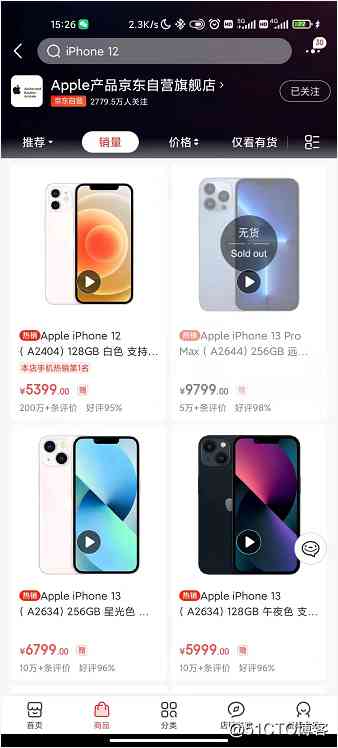 15:26
2.3K/s
5G
4G
iPhone 12
30
Apple产品京东自营旗舰店
京东自营 2779.5万人关注
已关注
推荐
销量
价格
仅看有货
无货
Sold out
热销 Apple iPhone 12
( A2404) 128GB 白色 支持...
本店手机热销第1名
¥5399.00 赠
200万+条评价 好评95%
热销 Apple iPhone 13 Pro
Max ( A2644) 256GB 远...
¥9799.00 赠
5万+条评价 好评98%
热销 Apple iPhone 13
( A2634) 256GB 星光色 ...
¥6799.00 赠
10万+条评价 好评96%
热销 Apple iPhone 13
( A2634) 128GB 午夜色 支...
¥5999.00 赠
10万+条评价 好评96%
首页
商品
分类
@51CTO博客